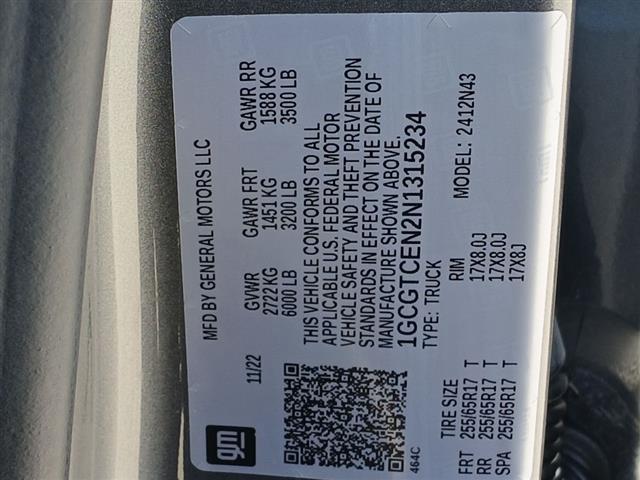 gm
MFD BY GENERAL MOTORS LLC
11/22
GVWR GAWR FRT GAWR RR
2722 KG 1451 KG 1588 KG
6000 LB 3200 LB 3500 LB
THIS VEHICLE CONFORMS TO ALL
APPLICABLE U.S. FEDERAL MOTOR
VEHICLE SAFETY AND THEFT PREVENTION
STANDARDS IN EFFECT ON THE DATE OF
MANUFACTURE SHOWN ABOVE.
1GCGTCEN2N1315234
464C
TYPE: TRUCK
MODEL: 2412N43
TIRE SIZE RIM
FRT 255/65R17 T 17X8.0J
RR 255/65R17 T 17X8.0J
SPA 255/65R17 T 17X8J